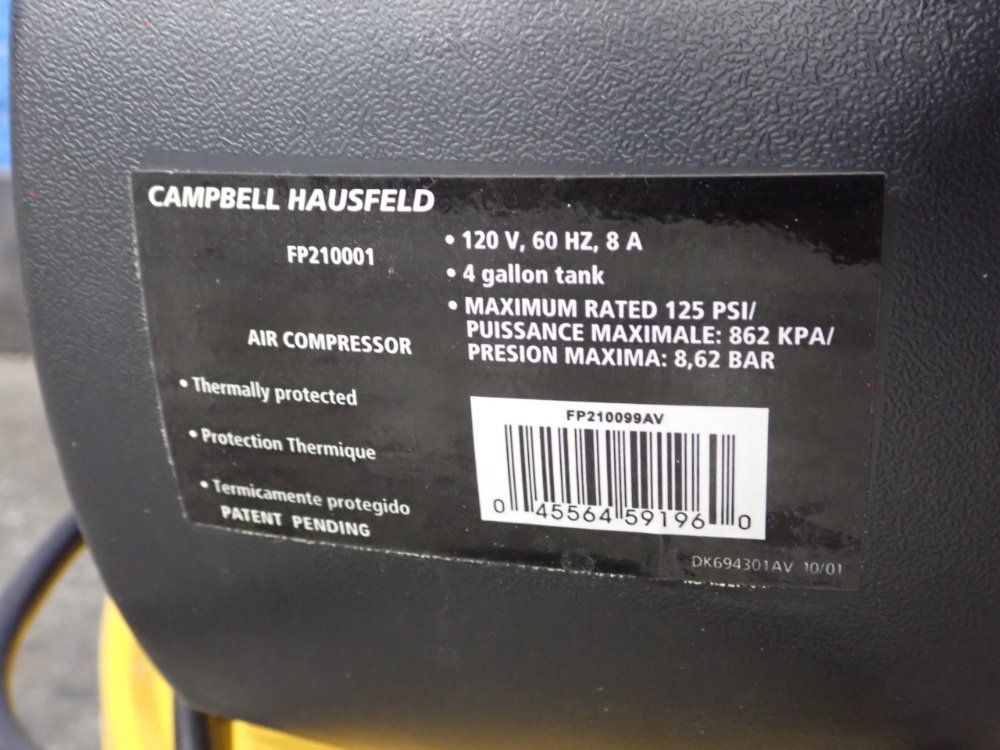 CAMPBELL HAUSFELD
FP210001
AIR COMPRESSOR
• Thermally protected
• Protection Thermique
• Termicamente protegido
PATENT PENDING
• 120 V, 60 HZ, 8 A
• 4 gallon tank
• MAXIMUM RATED 125 PSI/
PUISSANCE MAXIMALE: 862 KPA/
PRESION MAXIMA: 8,62 BAR
FP210099AV
0 45564 59196 0
DK694301AV 10/01